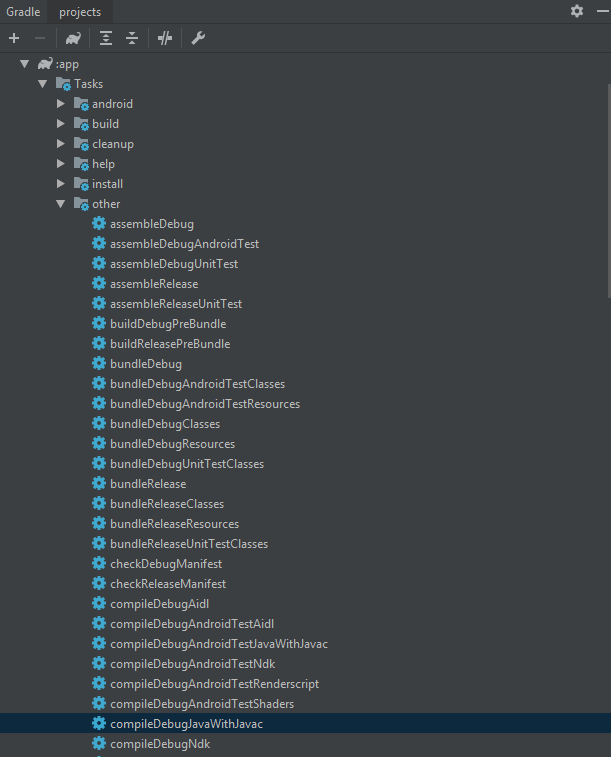 Gradle projects
:app
Tasks
android
build
cleanup
help
install
other
assembleDebug
assembleDebugAndroidTest
assembleDebugUnitTest
assembleRelease
assembleReleaseUnitTest
buildDebugPreBundle
buildReleasePreBundle
bundleDebug
bundleDebugAndroidTestClasses
bundleDebugAndroidTestResources
bundleDebugClasses
bundleDebugResources
bundleDebugUnitTestClasses
bundleRelease
bundleReleaseClasses
bundleReleaseResources
bundleReleaseUnitTestClasses
checkDebugManifest
checkReleaseManifest
compileDebugAidl
compileDebugAndroidTestAidl
compileDebugAndroidTestJavaWithJavac
compileDebugAndroidTestNdk
compileDebugAndroidTestRenderscript
compileDebugAndroidTestShaders
compileDebugJavaWithJavac
compileDebugNdk